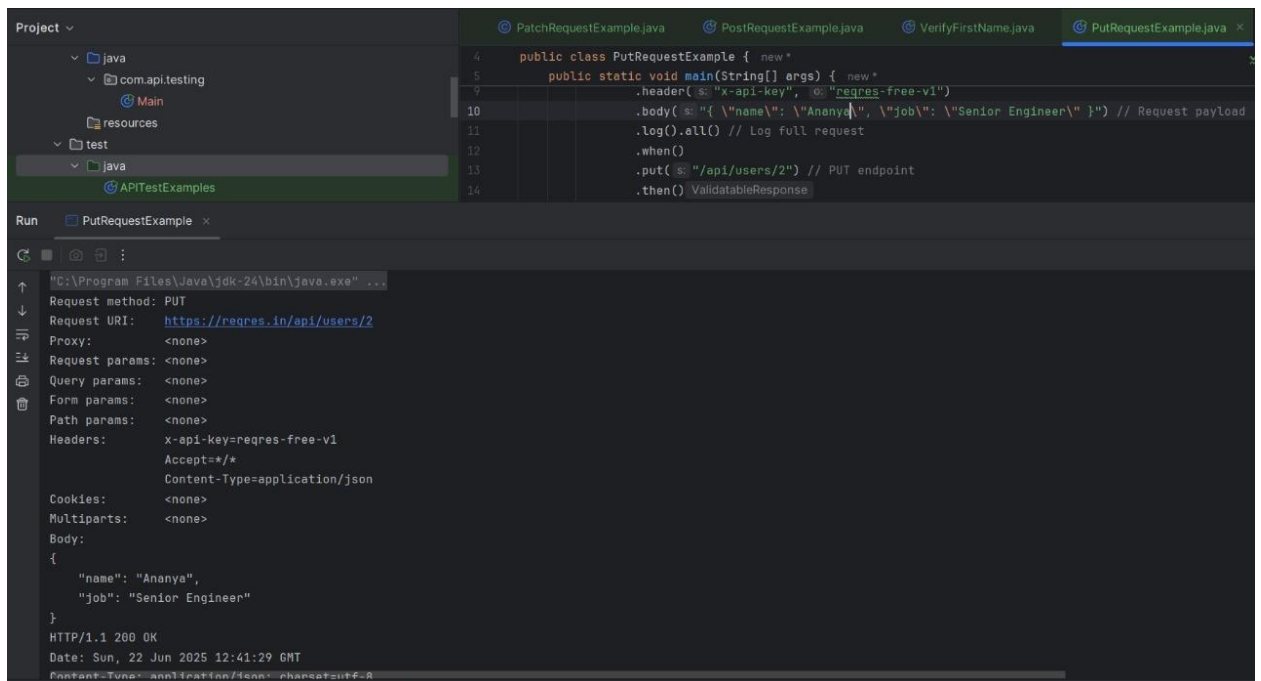 Project
PatchRequestExample.java PostRequestExample.java VerifyFirstName.java PutRequestExample.java ×
java
com.api.testing
Main
resources
test
java
APITestExamples
4 public class PutRequestExample { new *
5 public static void main(String[] args) { new *
9 .header( s: "x-api-key", o: "reqres-free-v1")
10 .body( s: "{ \"name\": \"Ananya\", \"job\": \"Senior Engineer\" }") // Request payload
11 .log().all() // Log full request
12 .when()
13 .put( s: "/api/users/2") // PUT endpoint
14 .then() ValidatableResponse
Run PutRequestExample ×
"C:\Program Files\Java\jdk-24\bin\java.exe" ...
Request method: PUT
Request URI: https://reqres.in/api/users/2
Proxy: <none>
Request params: <none>
Query params: <none>
Form params: <none>
Path params: <none>
Headers: x-api-key=reqres-free-v1
Accept=*/*
Content-Type=application/json
Cookies: <none>
Multiparts: <none>
Body:
{
"name": "Ananya",
"job": "Senior Engineer"
}
HTTP/1.1 200 OK
Date: Sun, 22 Jun 2025 12:41:29 GMT
Content-Type: application/json; charset=utf-8